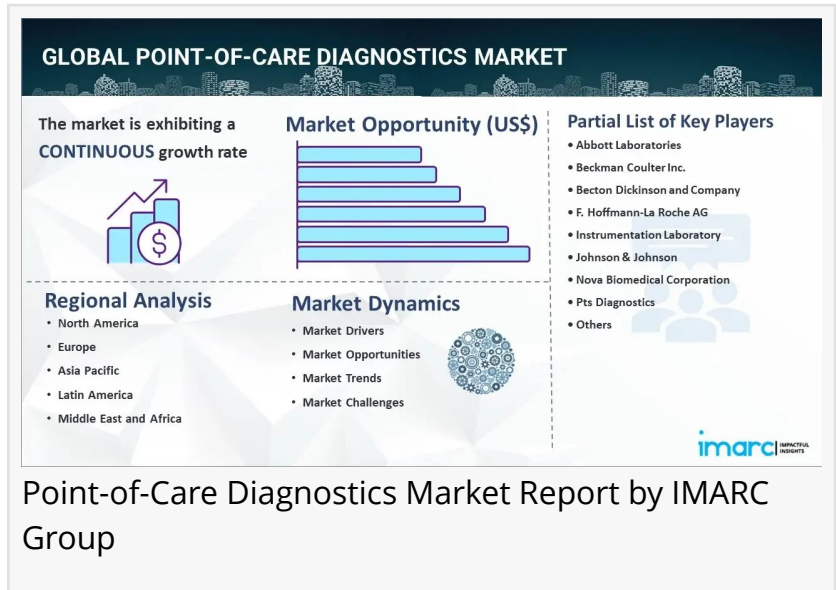 GLOBAL POINT-OF-CARE DIAGNOSTICS MARKET
The market is exhibiting a
CONTINUOUS growth rate
$
Market Opportunity (US$)
Regional Analysis
• North America
• Europe
• Asia Pacific
• Latin America
• Middle East and Africa
Market Dynamics
• Market Drivers
• Market Opportunities
• Market Trends
• Market Challenges
Partial List of Key Players
• Abbott Laboratories
• Beckman Coulter Inc.
• Becton Dickinson and Company
• F. Hoffmann-La Roche AG
• Instrumentation Laboratory
• Johnson & Johnson
• Nova Biomedical Corporation
• Pts Diagnostics
• Others
imarc
IMPACTFUL
INSIGHTS
Point-of-Care Diagnostics Market Report by IMARC
Group